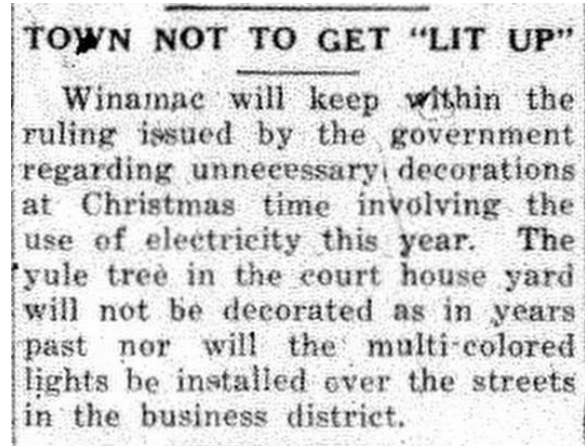 TOWN NOT TO GET "LIT UP"
Winamac will keep within the
ruling issued by the government
regarding unnecessary decorations
at Christmas time involving the
use of electricity this year. The
yule tree in the court house yard
will not be decorated as in years
past nor will the multi-colored
lights be installed over the streets
in the business district.